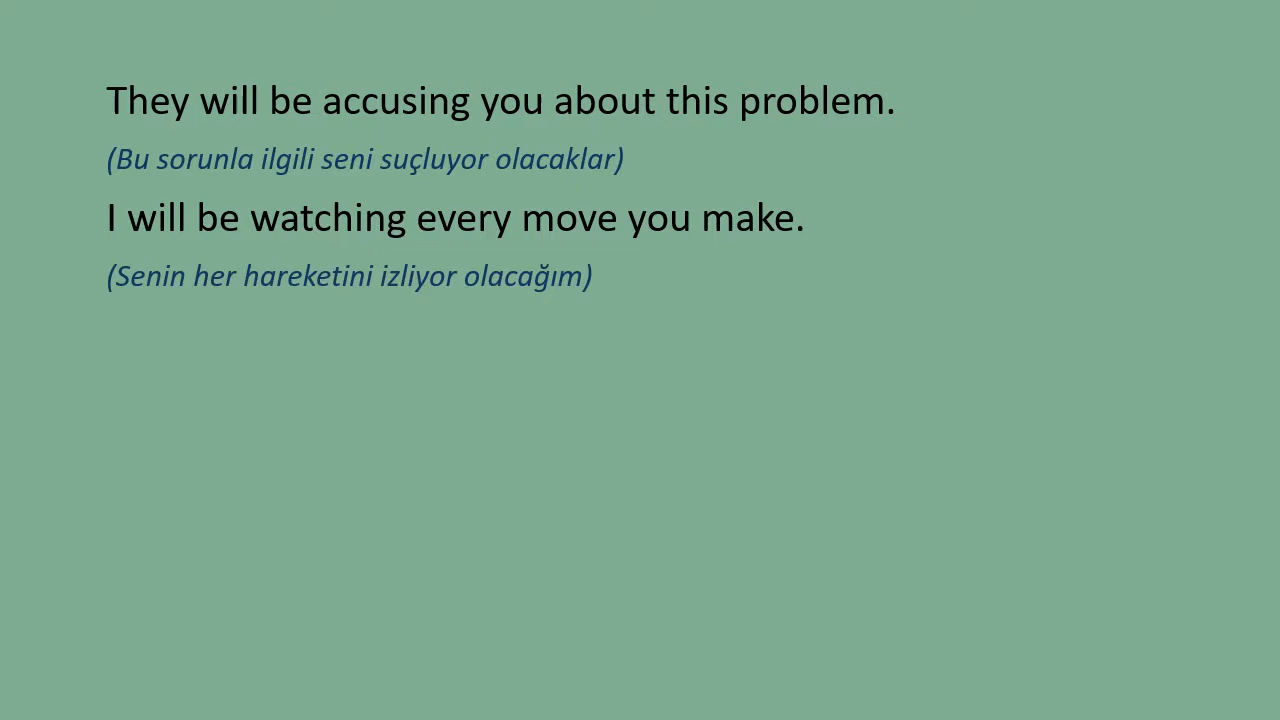 They will be accusing you about this problem.
(Bu sorunla ilgili seni suçluyor olacaklar)
I will be watching every move you make.
(Senin her hareketini izliyor olacağım)